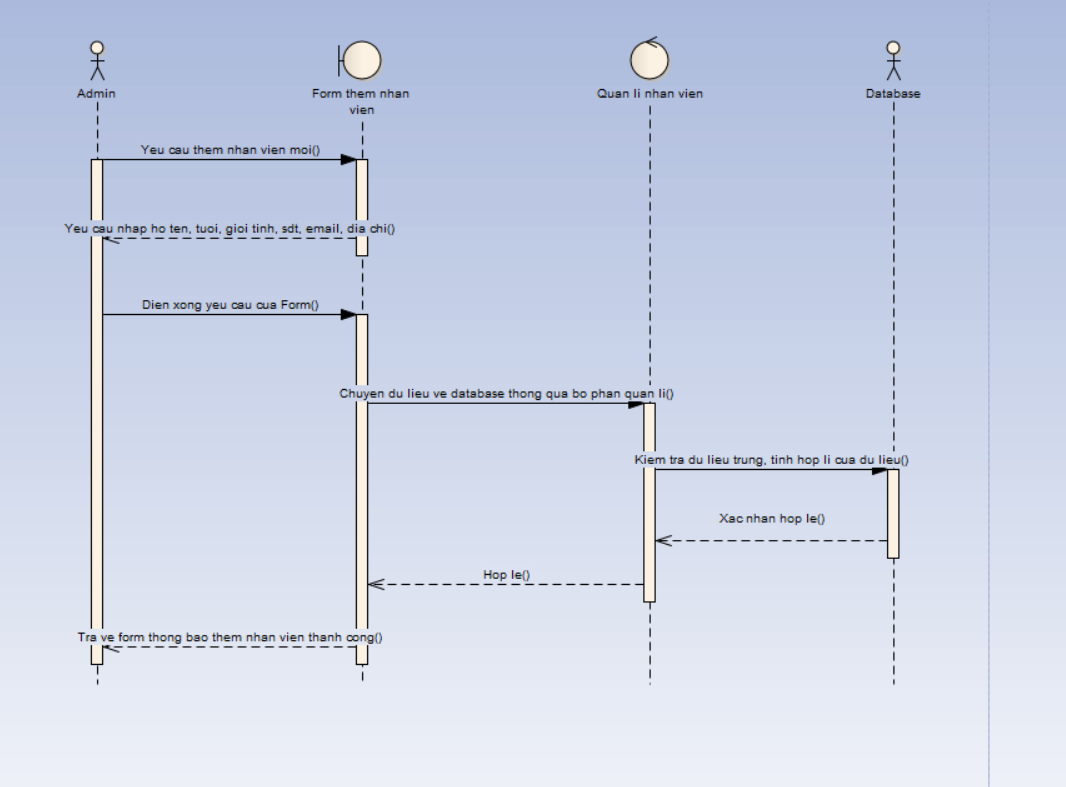 Admin
Form them nhan
vien
Quan li nhan vien
Database
Yeu cau them nhan vien moi()
Yeu cau nhap ho ten, tuoi, gioi tinh, sdt, email, dia chi()
Dien xong yeu cau cua Form()
Chuyen du lieu ve database thong qua bo phan quan li()
Kiem tra du lieu trung, tinh hop li cua du lieu()
Xac nhan hop le()
Hop le()
Tra ve form thong bao them nhan vien thanh cong()